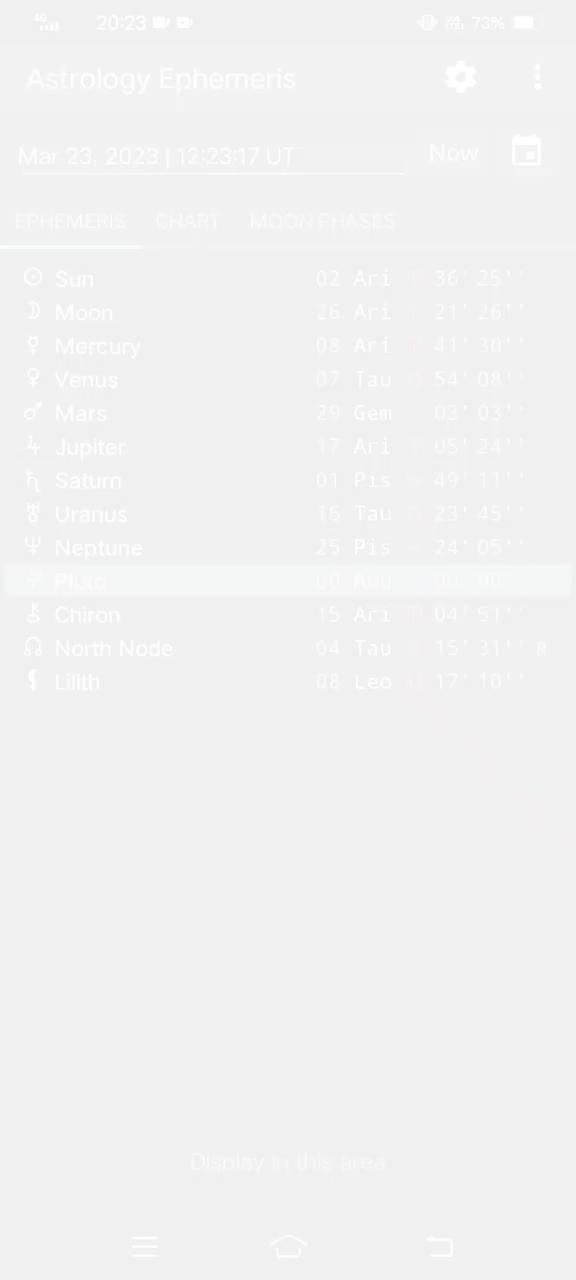 4G 20:23 73%
Astrology Ephemeris
Mar 23, 2023 | 12:23:17 UT Now
EPHEMERIS CHART MOON PHASES
Sun 02 Ari 36' 25''
Moon 26 Ari 21' 26''
Mercury 08 Ari 41' 30''
Venus 07 Tau 54' 08''
Mars 29 Gem 03' 03''
Jupiter 17 Ari 05' 24''
Saturn 01 Pis 49' 11''
Uranus 16 Tau 23' 45''
Neptune 25 Pis 24' 05''
Pluto 00 Aqu 00' 00''
Chiron 15 Ari 04' 51''
North Node 04 Tau 15' 31'' R
Lilith 08 Leo 17' 10''
Display in this area